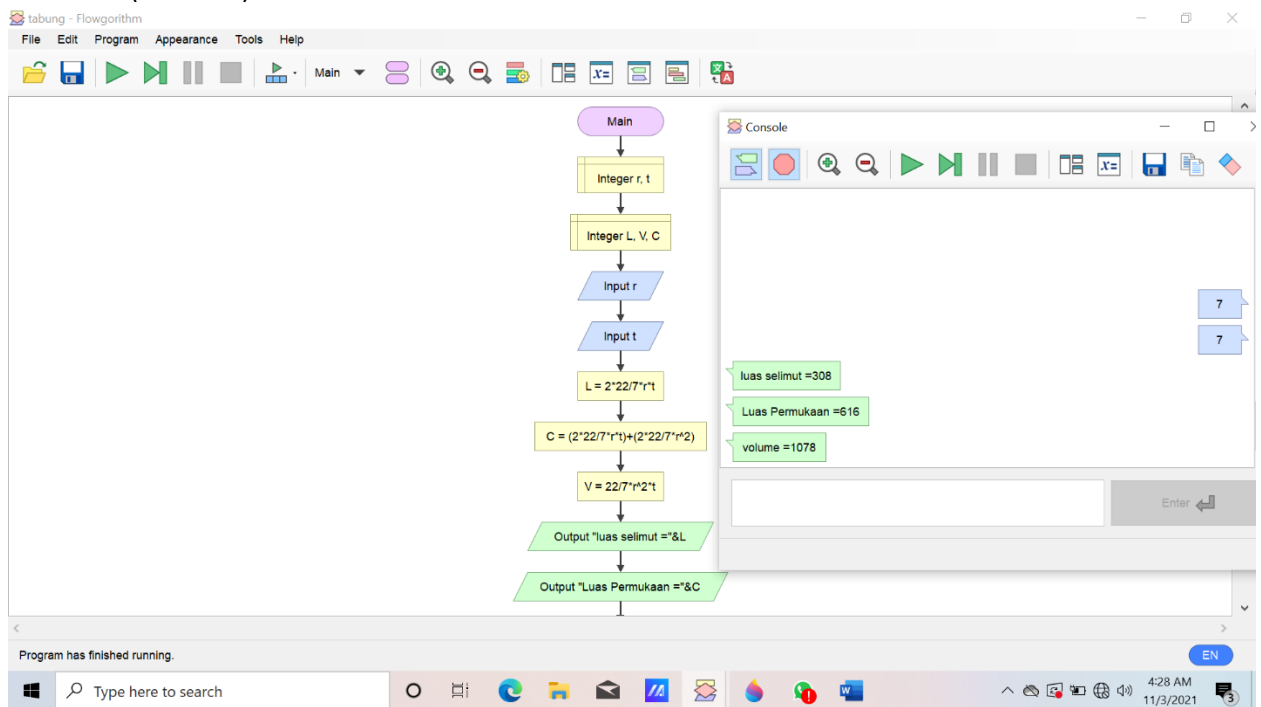 tabung - Flowgorithm
File Edit Program Appearance Tools Help
Main
Main
Integer r, t
Integer L, V, C
Input r
Input t
L = 2*22/7*r*t
C = (2*22/7*r*t)+(2*22/7*r^2)
V = 22/7*r^2*t
Output "luas selimut ="&L
Output "Luas Permukaan ="&C
Console
7
7
luas selimut =308
Luas Permukaan =616
volume =1078
Enter
Program has finished running.
EN
Type here to search
4:28 AM
11/3/2021
3